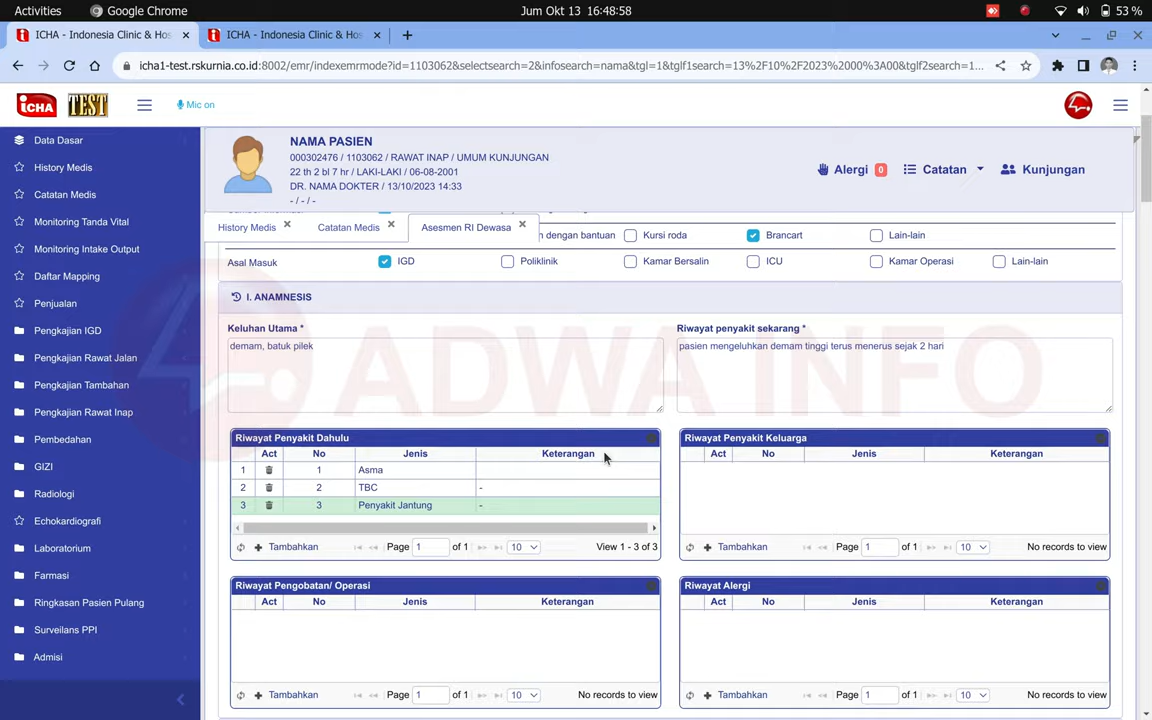 Activities Google Chrome Jum Okt 13 16:48:58 53 %
ICHA - Indonesia Clinic & Hos ICHA - Indonesia Clinic & Hos
icha1-test.rskurnia.co.id:8002/emr/indexemrmode?id=1103062&selectsearch=2&infosearch=nama&tgl=1&tglf1search=13%2F10%2F2023%2000%3A00&tglf2search=1...
iCHA TEST Mic on
Data Dasar
History Medis
Catatan Medis
Monitoring Tanda Vital
Monitoring Intake Output
Daftar Mapping
Penjualan
Pengkajian IGD
Pengkajian Rawat Jalan
Pengkajian Tambahan
Pengkajian Rawat Inap
Pembedahan
GIZI
Radiologi
Echokardiografi
Laboratorium
Farmasi
Ringkasan Pasien Pulang
Surveilans PPI
Admisi
NAMA PASIEN
000302476 / 1103062 / RAWAT INAP / UMUM KUNJUNGAN
22 th 2 bl 7 hr / LAKI-LAKI / 06-08-2001
DR. NAMA DOKTER / 13/10/2023 14:33
- / - / -
Alergi 0 Catatan Kunjungan
History Medis Catatan Medis Asesmen RI Dewasa
n dengan bantuan Kursi roda Brancart Lain-lain
Asal Masuk IGD Poliklinik Kamar Bersalin ICU Kamar Operasi Lain-lain
I. ANAMNESIS
Keluhan Utama * Riwayat penyakit sekarang *
demam, batuk pilek pasien mengeluhkan demam tinggi terus menerus sejak 2 hari
ADWA INFO
Riwayat Penyakit Dahulu
Act No Jenis Keterangan
1 1 Asma
2 2 TBC -
3 3 Penyakit Jantung -
Tambahkan Page 1 of 1 10 View 1 - 3 of 3
Riwayat Penyakit Keluarga
Act No Jenis Keterangan
Tambahkan Page 1 of 1 10 No records to view
Riwayat Pengobatan/ Operasi
Act No Jenis Keterangan
Tambahkan Page 1 of 1 10 No records to view
Riwayat Alergi
Act No Jenis Keterangan
Tambahkan Page 1 of 1 10 No records to view